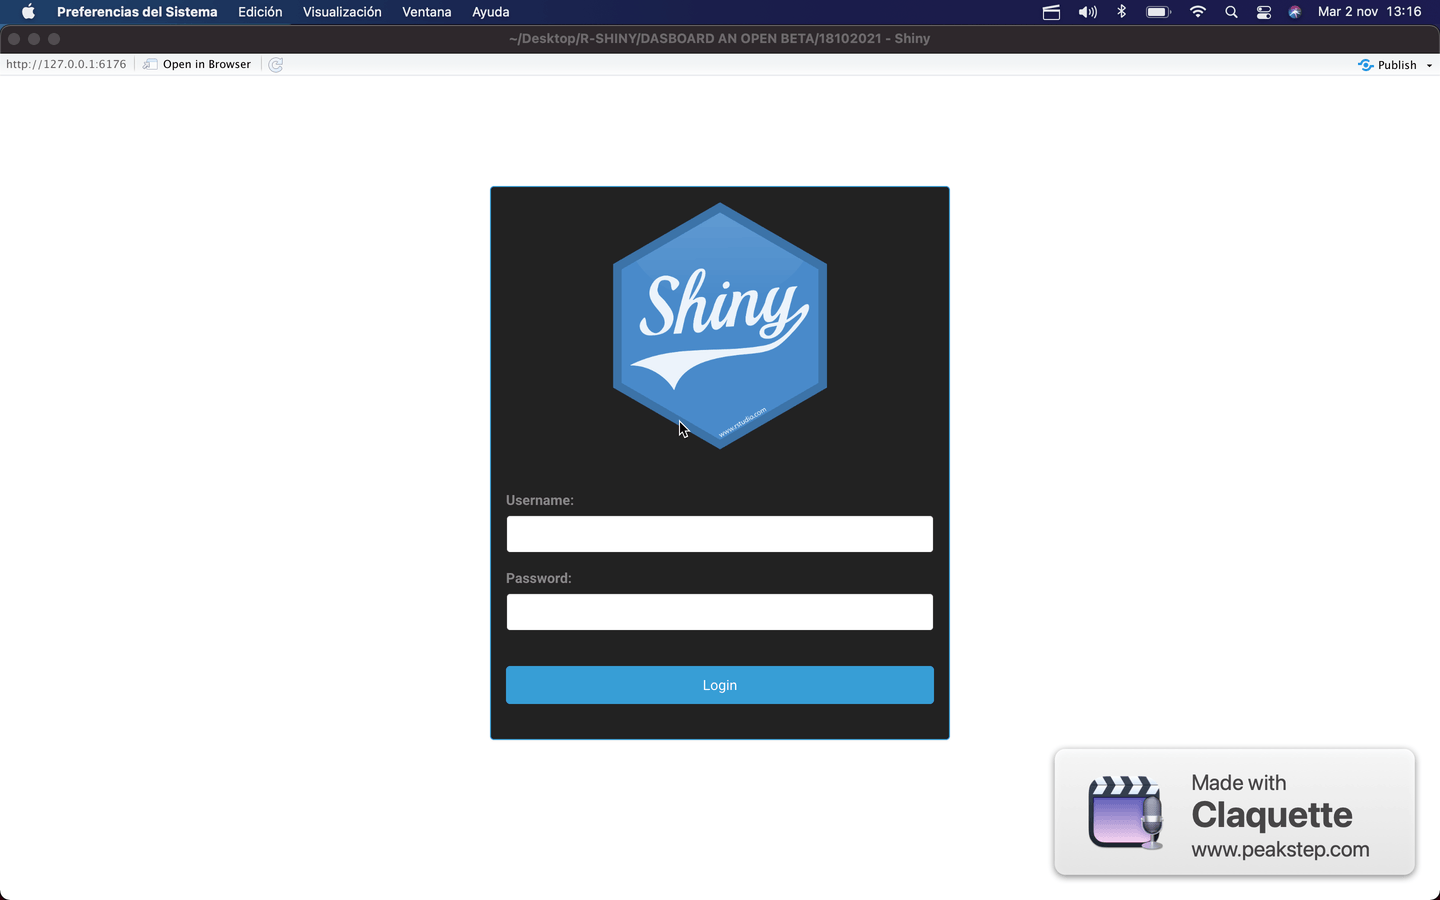 Preferencias del Sistema Edición Visualización Ventana Ayuda Mar 2 nov 13:16
~/Desktop/R-SHINY/DASBOARD AN OPEN BETA/18102021 - Shiny
http://127.0.0.1:6176 Open in Browser Publish
Shiny
www.rstudio.com
Username:
Password:
Login
Made with
Claquette
www.peakstep.com